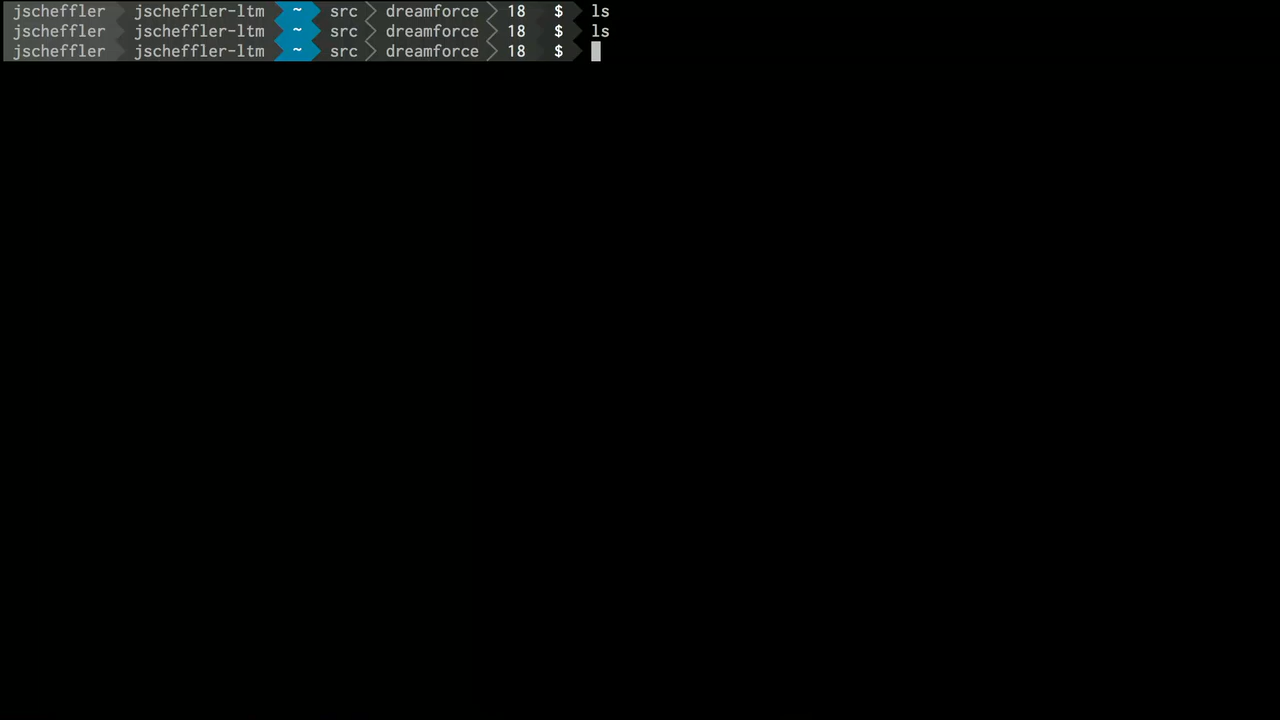 jscheffler jscheffler-ltm ~ src dreamforce 18 $ ls
jscheffler jscheffler-ltm ~ src dreamforce 18 $ ls
jscheffler jscheffler-ltm ~ src dreamforce 18 $